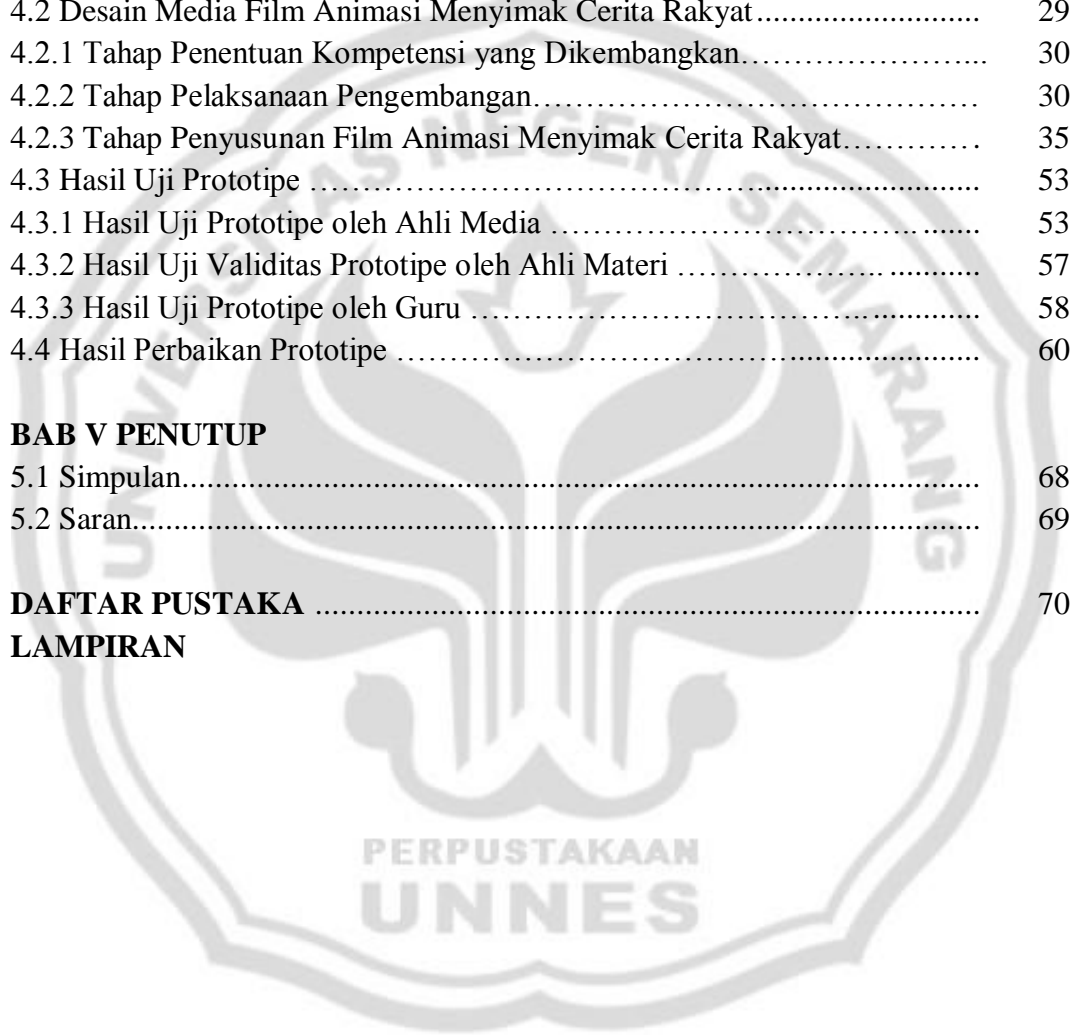 4.2 Desain Media Film Animasi Menyimak Cerita Rakyat .......................... 29
4.2.1 Tahap Penentuan Kompetensi yang Dikembangkan………………….... 30
4.2.2 Tahap Pelaksanaan Pengembangan…………………………………… 30
4.2.3 Tahap Penyusunan Film Animasi Menyimak Cerita Rakyat…………. 35
4.3 Hasil Uji Prototipe ……………………………………........................... 53
4.3.1 Hasil Uji Prototipe oleh Ahli Media ……………………………. ....... 53
4.3.2 Hasil Uji Validitas Prototipe oleh Ahli Materi ……………….. ........... 57
4.3.3 Hasil Uji Prototipe oleh Guru ………………………………............. 58
4.4 Hasil Perbaikan Prototipe ………………………………........................ 60
BAB V PENUTUP
5.1 Simpulan............................................................................................. 68
5.2 Saran................................................................................................... 69
DAFTAR PUSTAKA ............................................................................... 70
LAMPIRAN
UNIVERSITAS NEGERI SEMARANG
PERPUSTAKAAN
UNNES